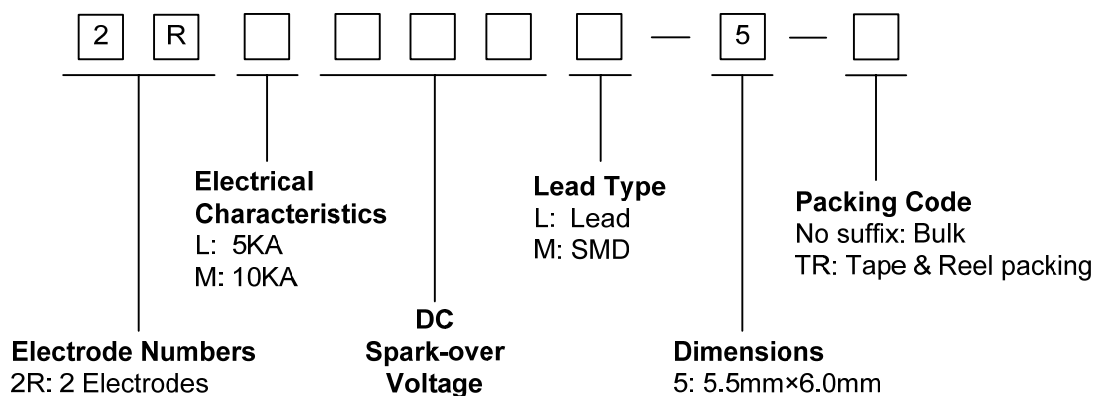 2 R — 5 —
Electrical
Characteristics
L: 5KA
M: 10KA
Lead Type
L: Lead
M: SMD
Packing Code
No suffix: Bulk
TR: Tape & Reel packing
Electrode Numbers
2R: 2 Electrodes
DC
Spark-over
Voltage
Dimensions
5: 5.5mm×6.0mm